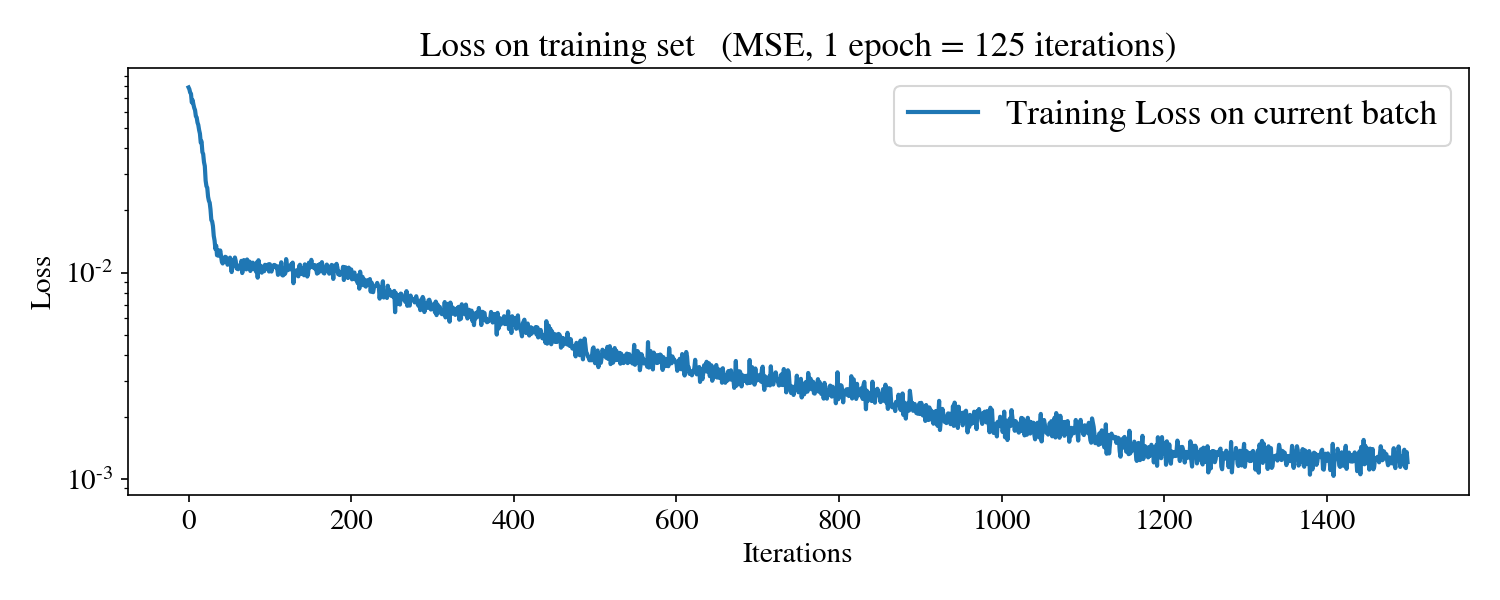 Loss on training set (MSE, 1 epoch = 125 iterations)
Training Loss on current batch
Loss
10^-2
10^-3
0 200 400 600 800 1000 1200 1400
Iterations